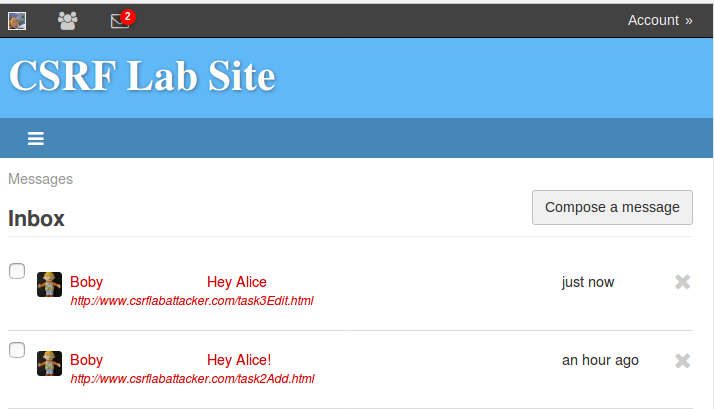 2
Account »
CSRF Lab Site
Messages
Inbox
Compose a message
Boby Hey Alice just now
http://www.csrflabattacker.com/task3Edit.html
Boby Hey Alice! an hour ago
http://www.csrflabattacker.com/task2Add.html